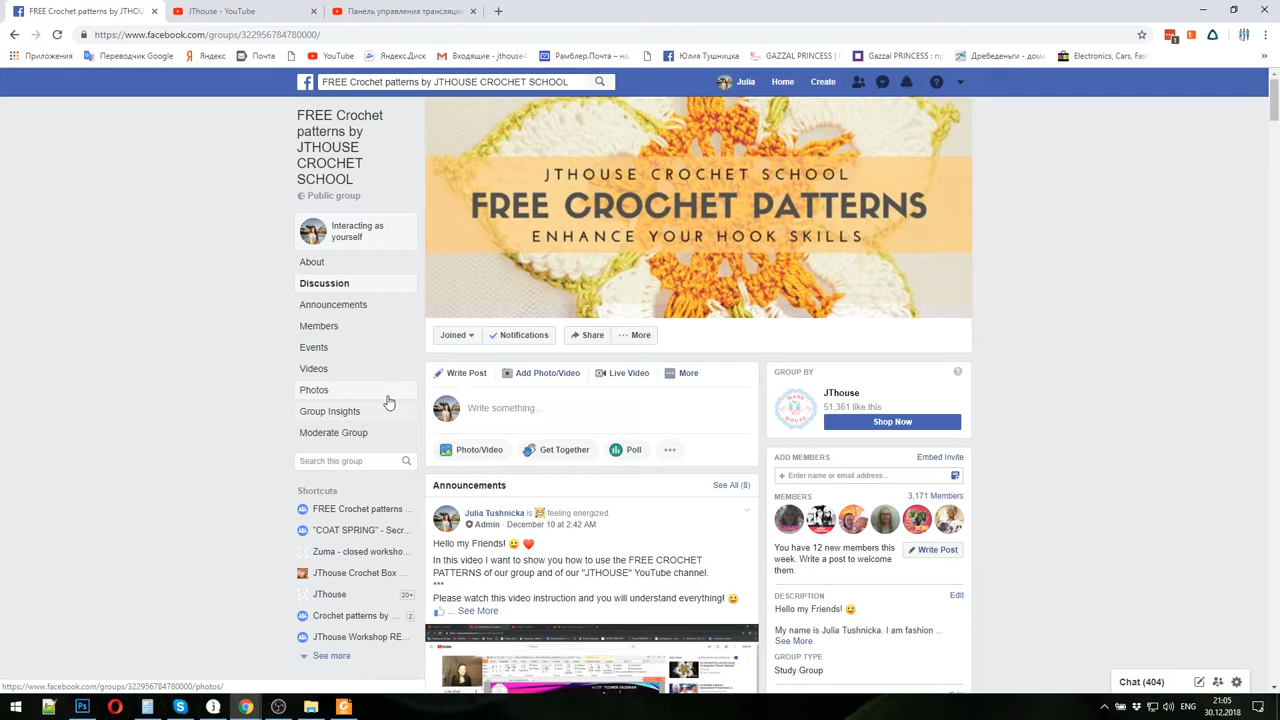 FREE Crochet patterns by JTHOU
JThouse - YouTube
Панель управления трансляцие
https://www.facebook.com/groups/322956784780000/
Приложения
Переводчик Google
Яндекс
Почта
YouTube
Яндекс.Диск
Входящие - jthouse4
Рамблер.Почта – на
Юлия Тушницка
GAZZAL PRINCESS |
Gazzal PRINCESS : пр
Дребеденьги - дома
Electronics, Cars, Fash
FREE Crochet patterns by JTHOUSE CROCHET SCHOOL
Julia
Home
Create
FREE Crochet
patterns by
JTHOUSE
CROCHET
SCHOOL
Public group
Interacting as
yourself
About
Discussion
Announcements
Members
Events
Videos
Photos
Group Insights
Moderate Group
Search this group
Shortcuts
FREE Crochet patterns ...
"COAT SPRING" - Secr...
Zuma - closed worksho...
JThouse Crochet Box ...
JThouse 20+
Crochet patterns by ... 2
JThouse Workshop RE...
See more
www.facebook.com/groups/322956784780000/photos/
JTHOUSE CROCHET SCHOOL
FREE CROCHET PATTERNS
ENHANCE YOUR HOOK SKILLS
Joined
Notifications
Share
More
Write Post
Add Photo/Video
Live Video
More
Write something...
Photo/Video
Get Together
Poll
Announcements
See All (8)
Julia Tushnicka is 😹 feeling energized.
Admin · December 10 at 2:42 AM
Hello my Friends! 😃 ❤
In this video I want to show you how to use the FREE CROCHET
PATTERNS of our group and of our "JTHOUSE" YouTube channel.
***
Please watch this video instruction and you will understand everything! 😃
👍 ... See More
GROUP BY
JThouse
51,361 like this
Shop Now
ADD MEMBERS
Embed Invite
+ Enter name or email address...
MEMBERS
3,171 Members
You have 12 new members this
week. Write a post to welcome
them.
Write Post
DESCRIPTION
Edit
Hello my Friends! 😃
My name is Julia Tushnicka. I am fashion ...
See More
GROUP TYPE
Study Group
Chat (404)
ENG
21:05
30.12.2018